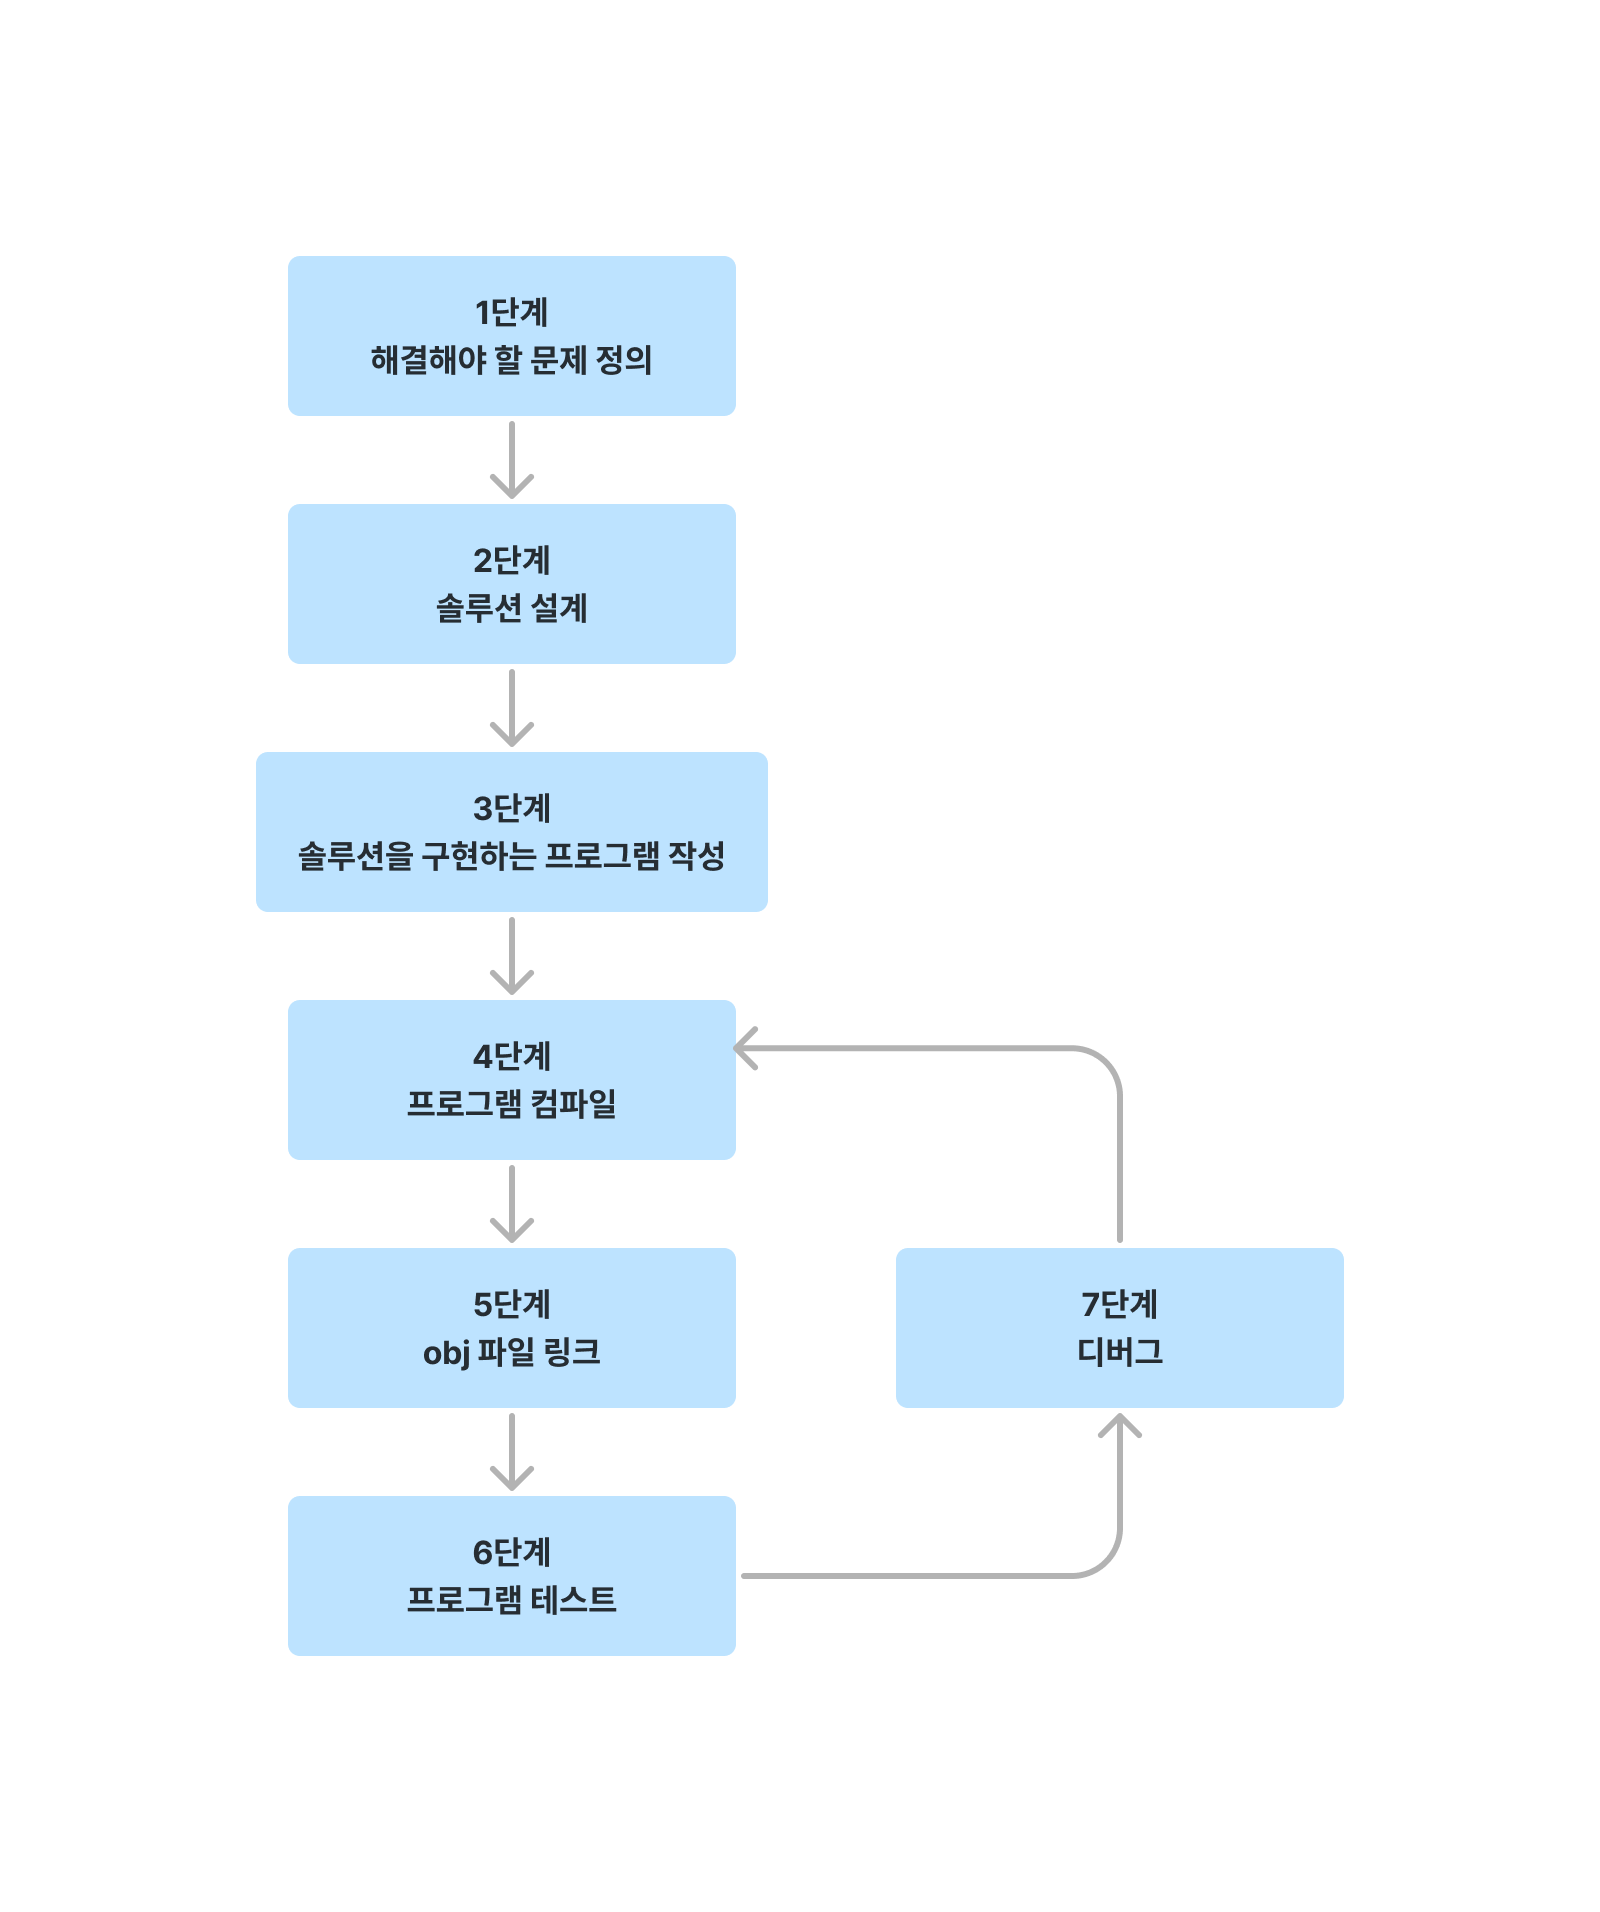 1단계
해결해야 할 문제 정의
2단계
솔루션 설계
3단계
솔루션을 구현하는 프로그램 작성
4단계
프로그램 컴파일
5단계
obj 파일 링크
7단계
디버그
6단계
프로그램 테스트